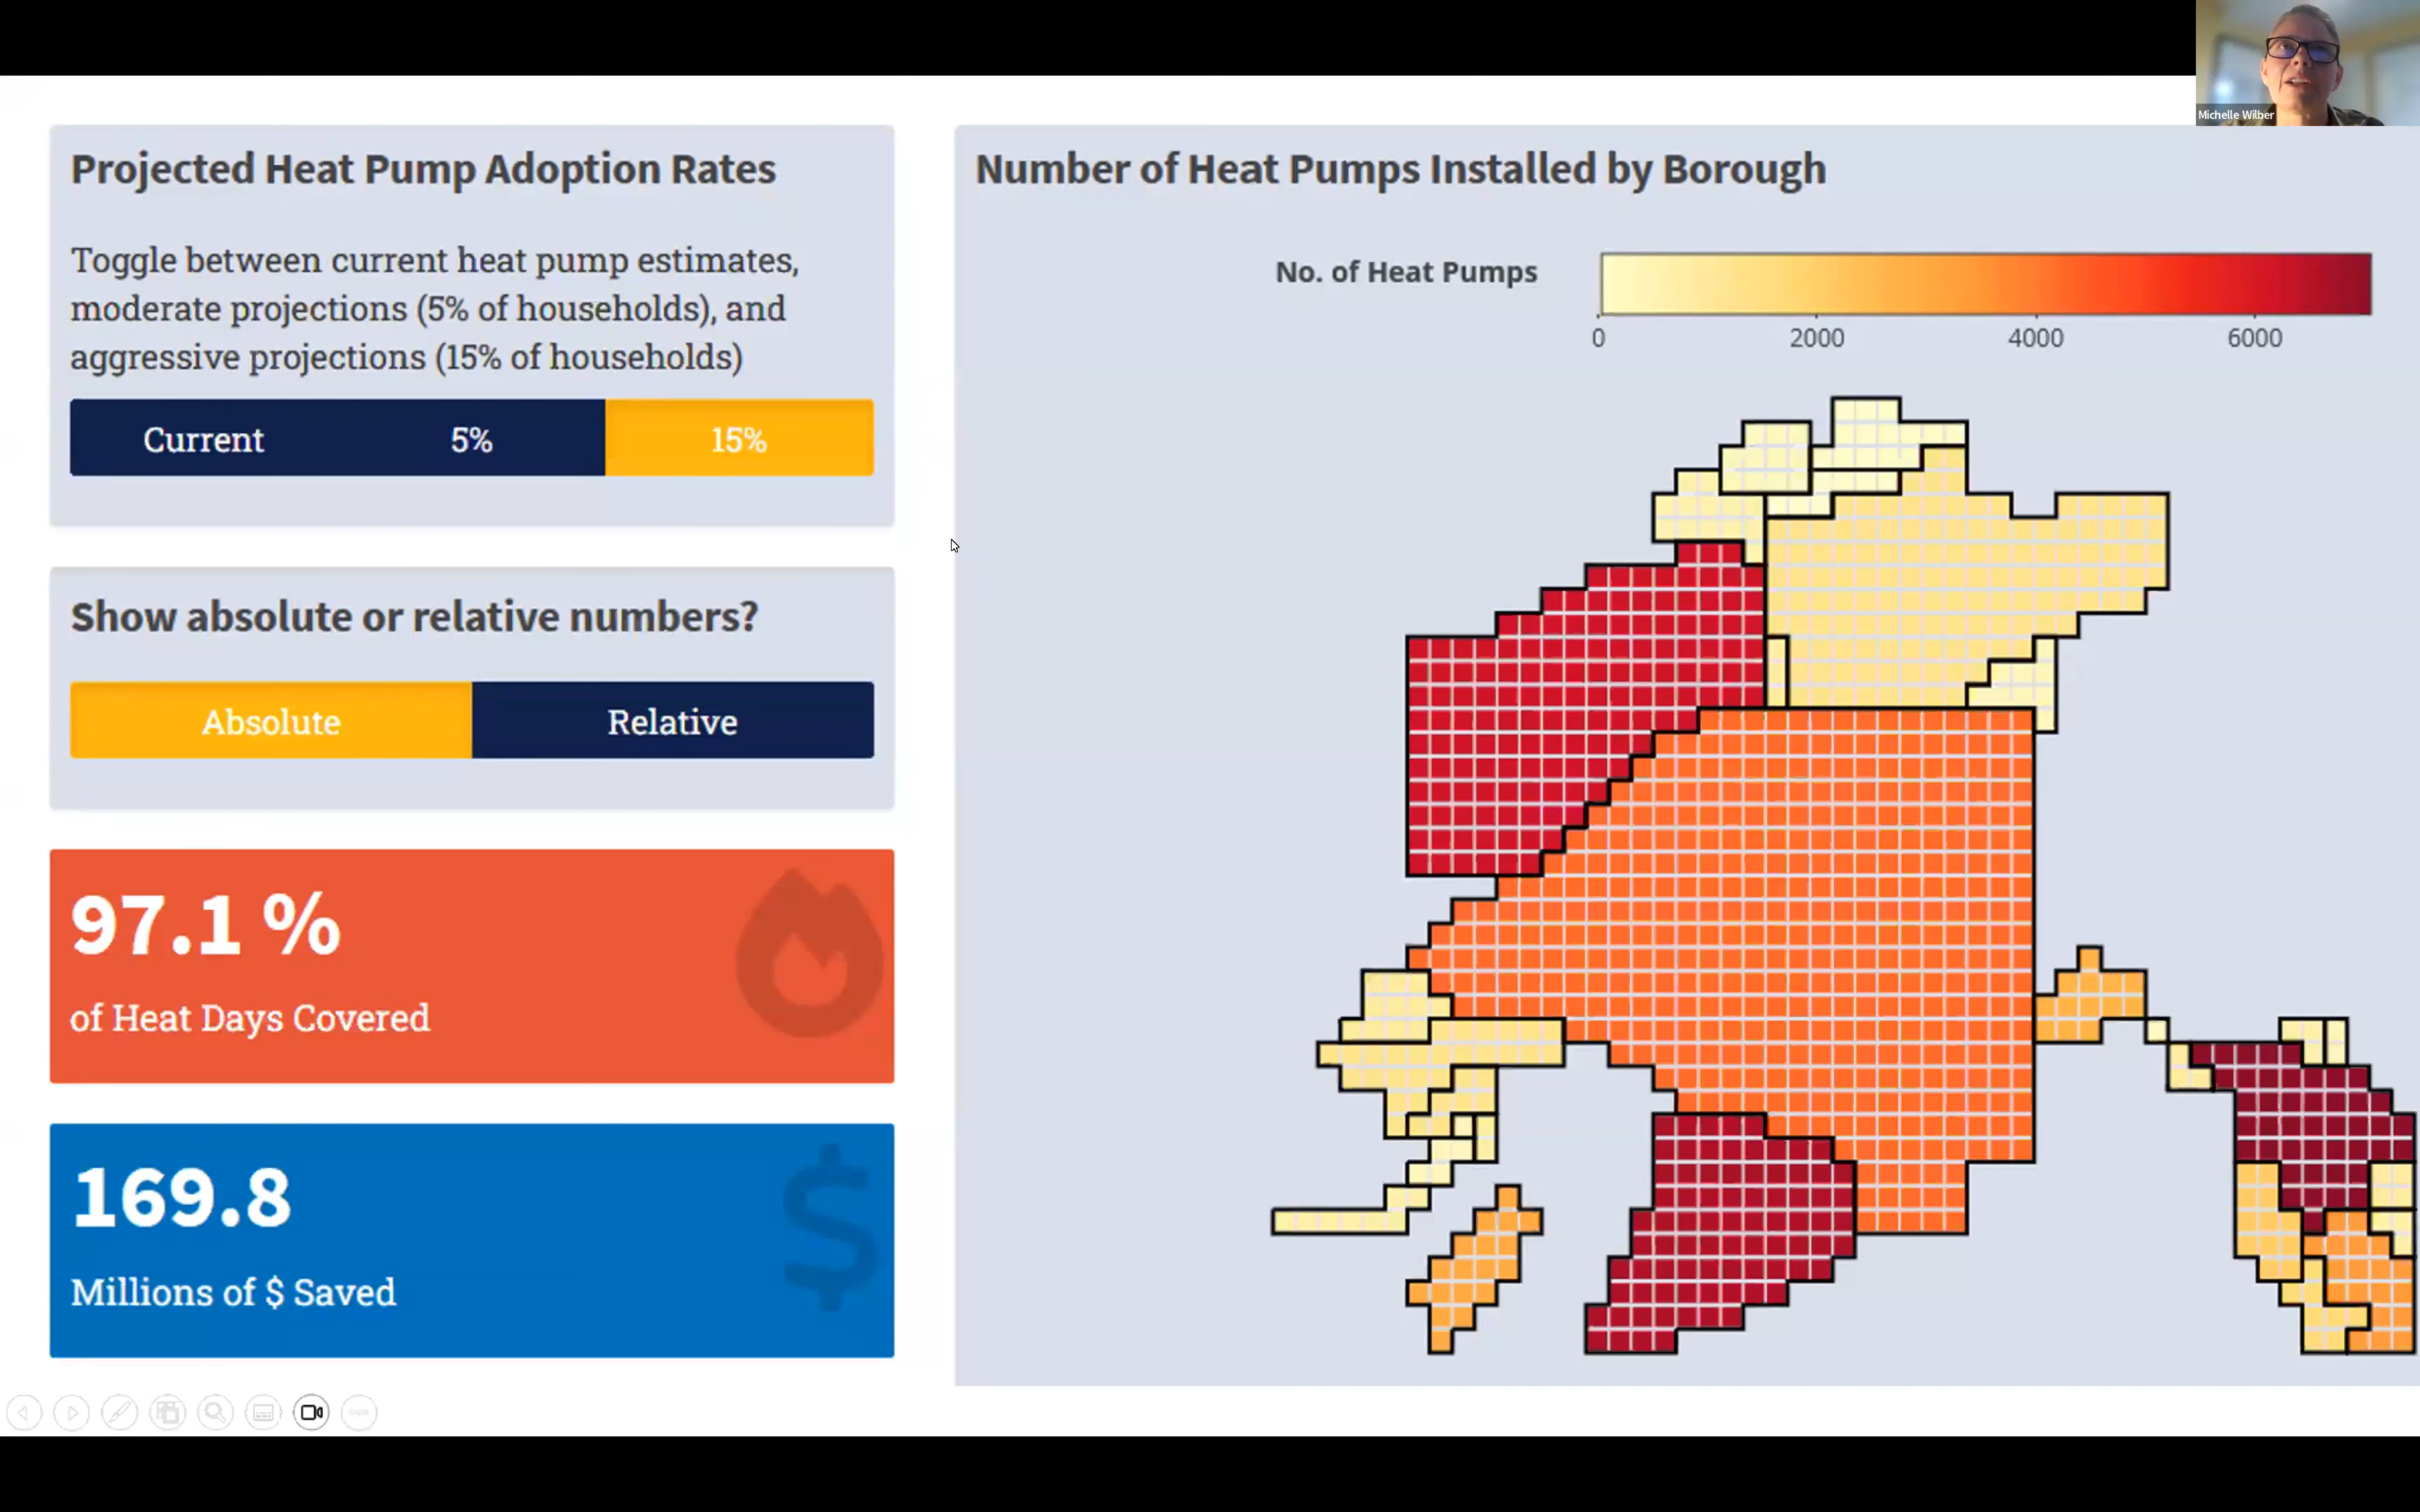 Michelle Wilber
Projected Heat Pump Adoption Rates
Toggle between current heat pump estimates,
moderate projections (5% of households), and
aggressive projections (15% of households)
Current 5% 15%
Show absolute or relative numbers?
Absolute Relative
97.1 %
of Heat Days Covered
169.8
Millions of $ Saved
$
Number of Heat Pumps Installed by Borough
No. of Heat Pumps
0 2000 4000 6000